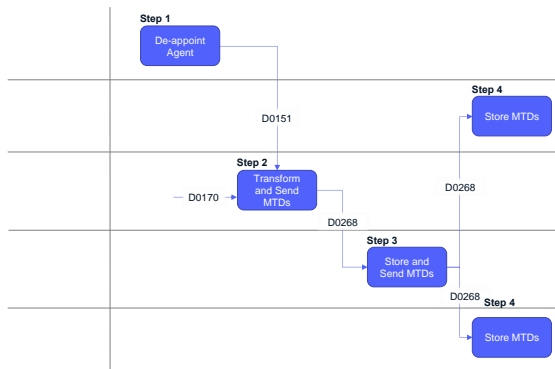 Step 1
De-appoint
Agent
Step 4
Store MTDs
D0151
Step 2
Transform
and Send
MTDs
D0170
D0268
D0268
Step 3
Store and
Send MTDs
D0268
Step 4
Store MTDs